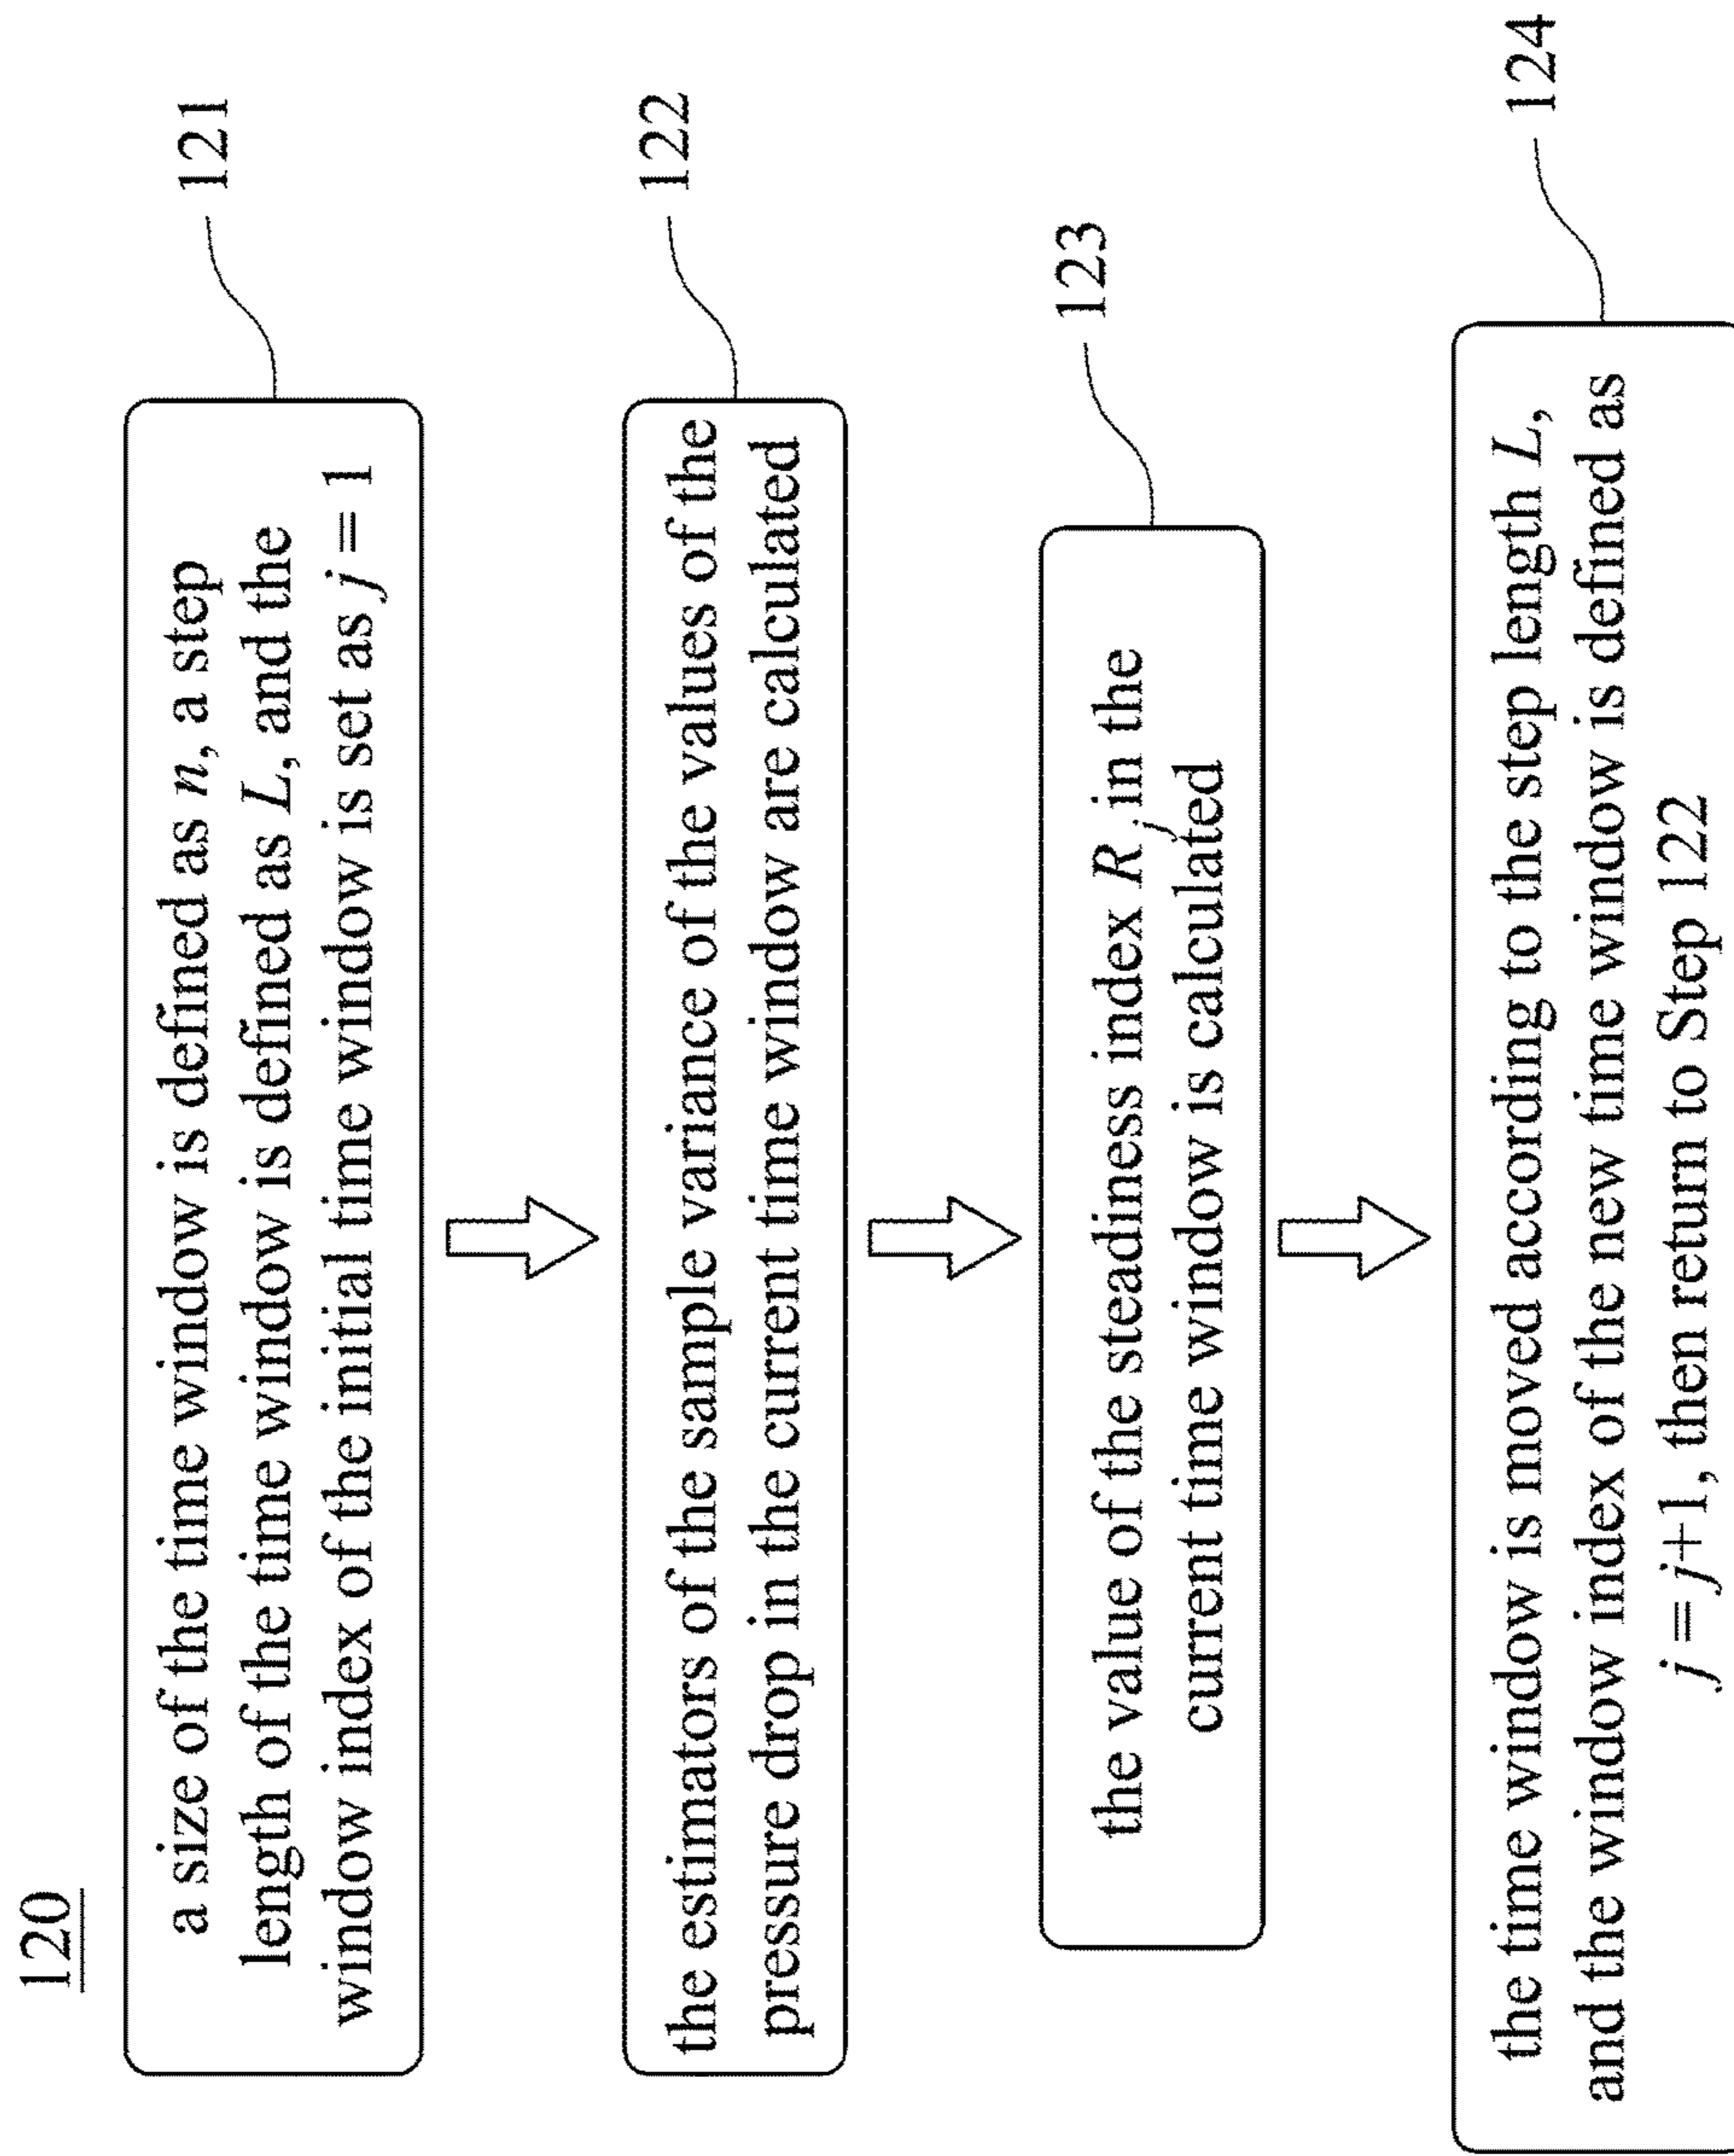 120
a size of the time window is defined as n, a step
length of the time window is defined as L, and the
window index of the initial time window is set as j = 1
121
the estimators of the sample variance of the values of the
pressure drop in the current time window are calculated
122
the value of the steadiness index Rj in the
current time window is calculated
123
the time window is moved according to the step length L,
and the window index of the new time window is defined as
j = j+1, then return to Step 122
124